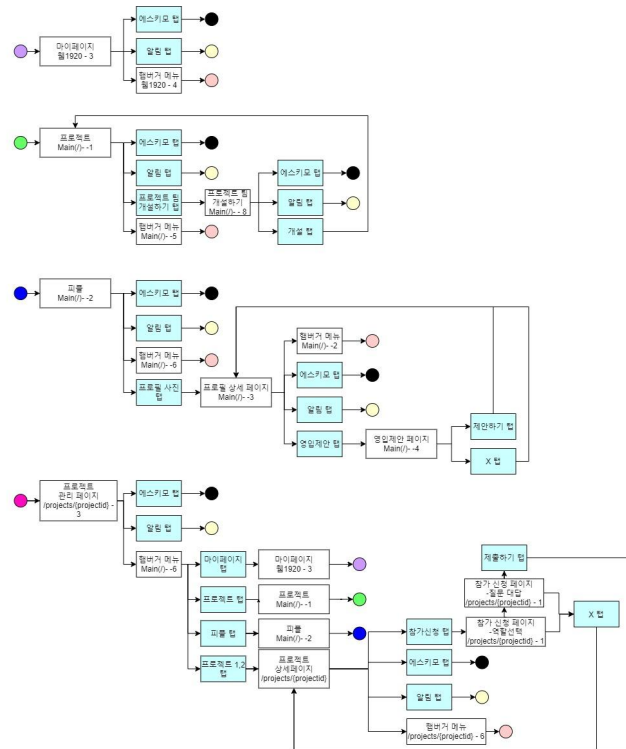 에스키모 탭
마이페이지
웹1920 - 3
알림 탭
햄버거 메뉴
웹1920 - 4
프로젝트
Main(/)- -1
에스키모 탭
알림 탭
프로젝트 팀
개설하기 탭
햄버거 메뉴
Main(/)- -5
프로젝트 팀
개설하기
Main(/)- - 8
에스키모 탭
알림 탭
개설 탭
피플
Main(/)- -2
에스키모 탭
알림 탭
햄버거 메뉴
Main(/)- -6
프로필 사진
탭
프로필 상세 페이지
Main(/)- -3
햄버거 메뉴
Main(/)- -2
에스키모 탭
알림 탭
영입제안 탭
영입제안 페이지
Main(/)- -4
제안하기 탭
X 탭
프로젝트
관리 페이지
/projects/{projectid} -
3
에스키모 탭
알림 탭
햄버거 메뉴
Main(/)- -6
마이페이지
탭
마이페이지
웹1920 - 3
프로젝트 탭
프로젝트
Main(/)- -1
피플 탭
피플
Main(/)- -2
프로젝트 1,2
탭
프로젝트
상세페이지
/projects/{projectid}
참가신청 탭
에스키모 탭
알림 탭
햄버거 메뉴
/projects/{projectid} - 6
제출하기 탭
참가 신청 페이지
-질문 대답
/projects/{projectid} - 1
참가 신청 페이지
-역할선택
/projects/{projectid} - 1
X 탭